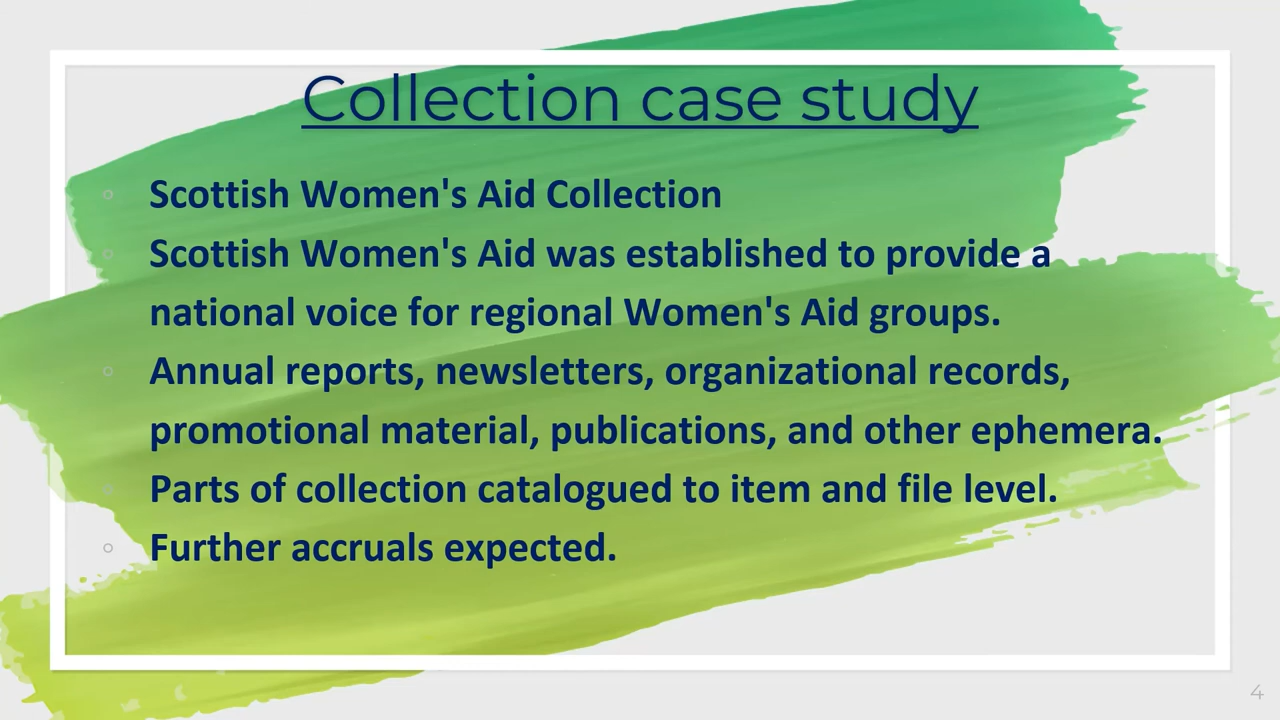 Collection case study
Scottish Women's Aid Collection
Scottish Women's Aid was established to provide a
national voice for regional Women's Aid groups.
Annual reports, newsletters, organizational records,
promotional material, publications, and other ephemera.
Parts of collection catalogued to item and file level.
Further accruals expected.
4